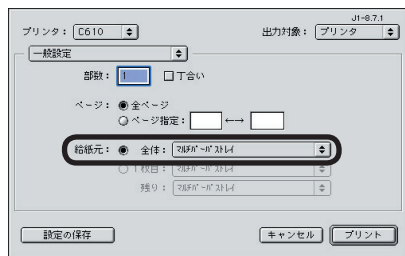 J1-8.7.1
プリンタ： C610 出力対象： プリンタ
一般設定
部数： 1 丁合い
ページ： 全ページ
ページ指定： ←→
給紙元： 全体： マルチパーパストレイ
1 枚目： マルチパーパストレイ
残り： マルチパーパストレイ
設定の保存 キャンセル プリント